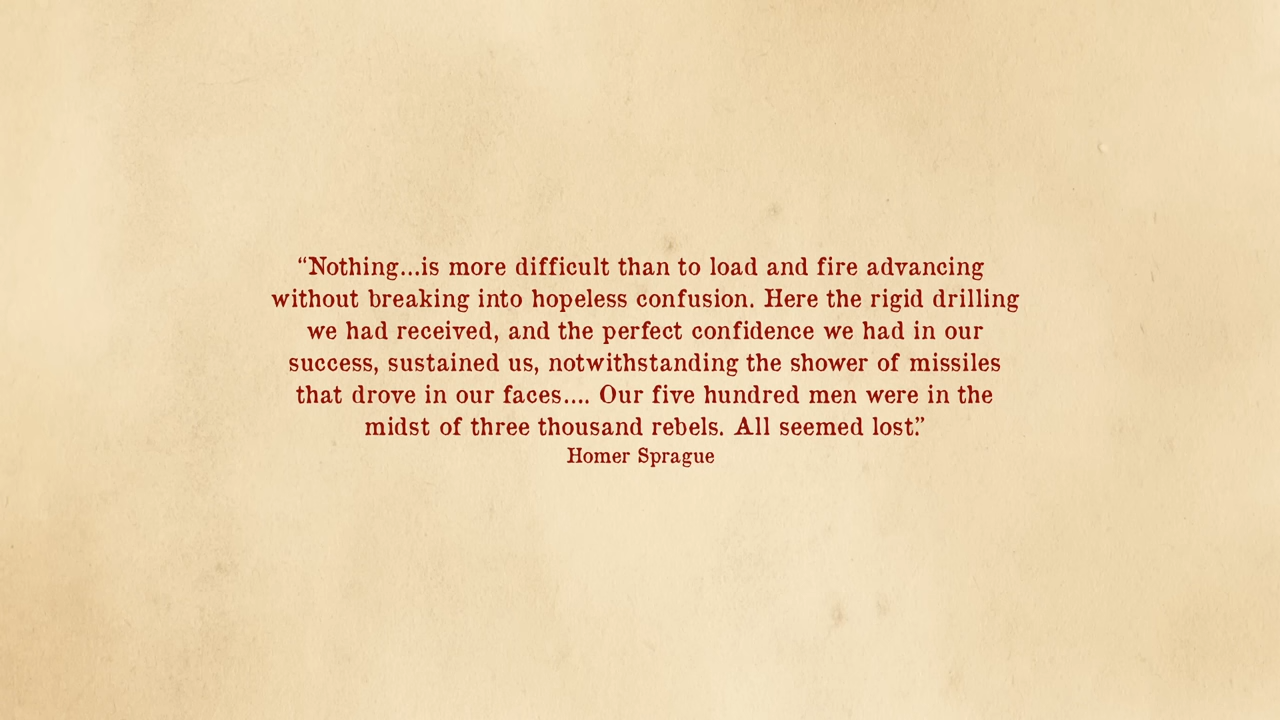 “Nothing...is more difficult than to load and fire advancing
without breaking into hopeless confusion. Here the rigid drilling
we had received, and the perfect confidence we had in our
success, sustained us, notwithstanding the shower of missiles
that drove in our faces.... Our five hundred men were in the
midst of three thousand rebels. All seemed lost.”
Homer Sprague